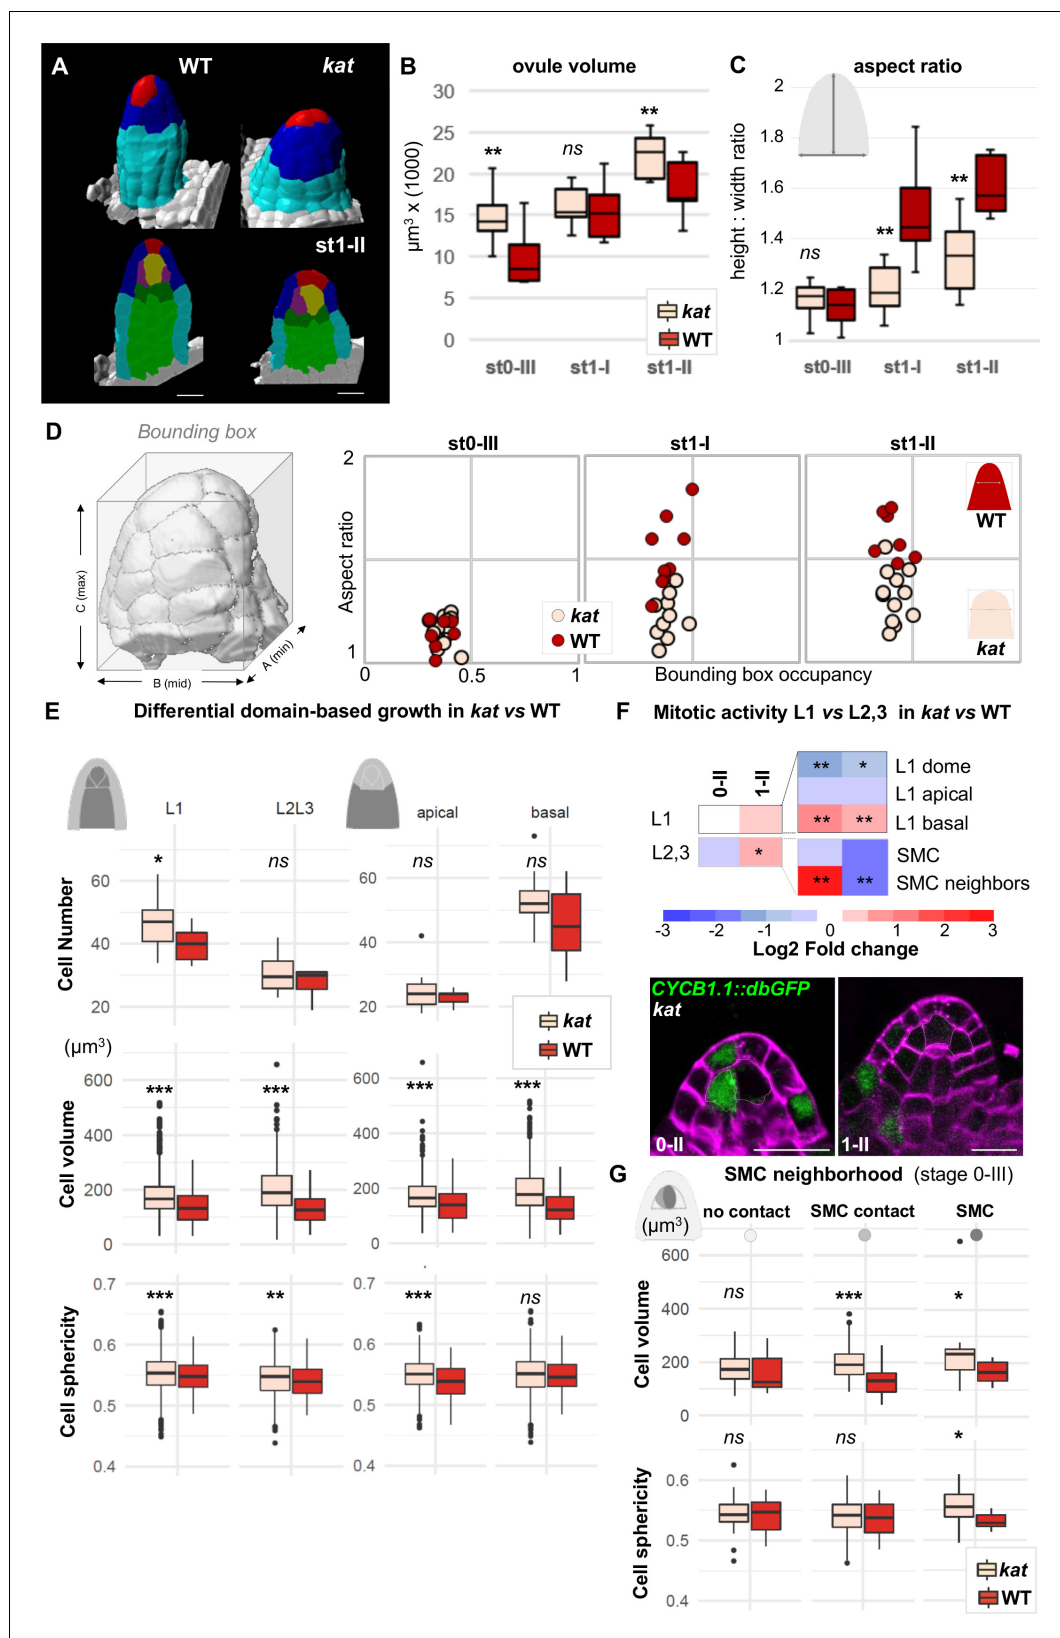 A
WT
kat
st1-II
B
ovule volume
µm³ x (1000)
30
25
20
15
10
5
0
**
ns
**
kat
WT
st0-III
st1-I
st1-II
C
aspect ratio
height : width ratio
2
1.8
1.6
1.4
1.2
1
ns
**
**
st0-III
st1-I
st1-II
D
Bounding box
C (max)
B (mid)
A (min)
st0-III
st1-I
st1-II
Aspect ratio
2
1
0
0.5
1
Bounding box occupancy
kat
WT
WT
kat
E
Differential domain-based growth in kat vs WT
L1
L2L3
apical
basal
Cell Number
60
40
20
*
ns
60
40
20
ns
ns
kat
WT
(µm³)
Cell volume
600
400
200
0
***
***
600
400
200
0
***
***
Cell sphericity
0.7
0.6
0.5
0.4
***
**
0.7
0.6
0.5
0.4
***
ns
F
Mitotic activity L1 vs L2,3 in kat vs WT
0-II
1-II
L1
L2,3
*
** *
L1 dome
L1 apical
** **
L1 basal
SMC
** **
SMC neighbors
-3 -2 -1 0 1 2 3
Log2 Fold change
CYCB1.1::dbGFP
kat
0-II
1-II
G
SMC neighborhood (stage 0-III)
(µm³)
no contact
SMC contact
SMC
Cell volume
600
400
200
0
ns
***
*
Cell sphericity
0.6
0.5
0.4
ns
ns
*
kat
WT